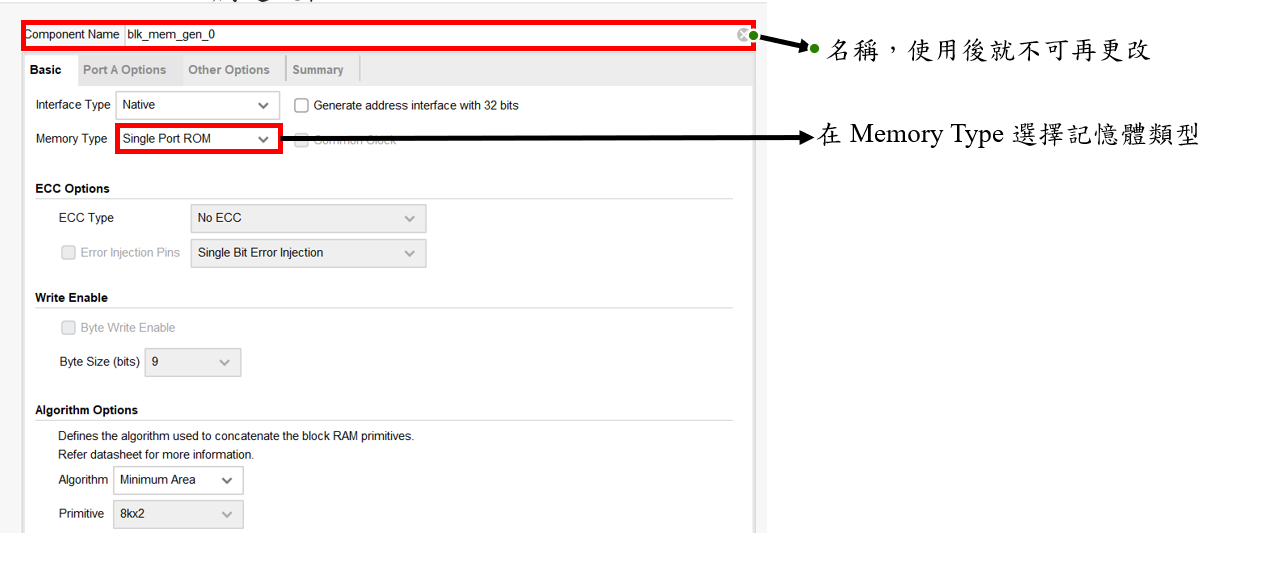 Component Name blk_mem_gen_0
名稱，使用後就不可再更改
Basic Port A Options Other Options Summary
Interface Type Native Generate address interface with 32 bits
Memory Type Single Port ROM Common Clock
在 Memory Type 選擇記憶體類型
ECC Options
ECC Type No ECC
Error Injection Pins Single Bit Error Injection
Write Enable
Byte Write Enable
Byte Size (bits) 9
Algorithm Options
Defines the algorithm used to concatenate the block RAM primitives.
Refer datasheet for more information.
Algorithm Minimum Area
Primitive 8kx2